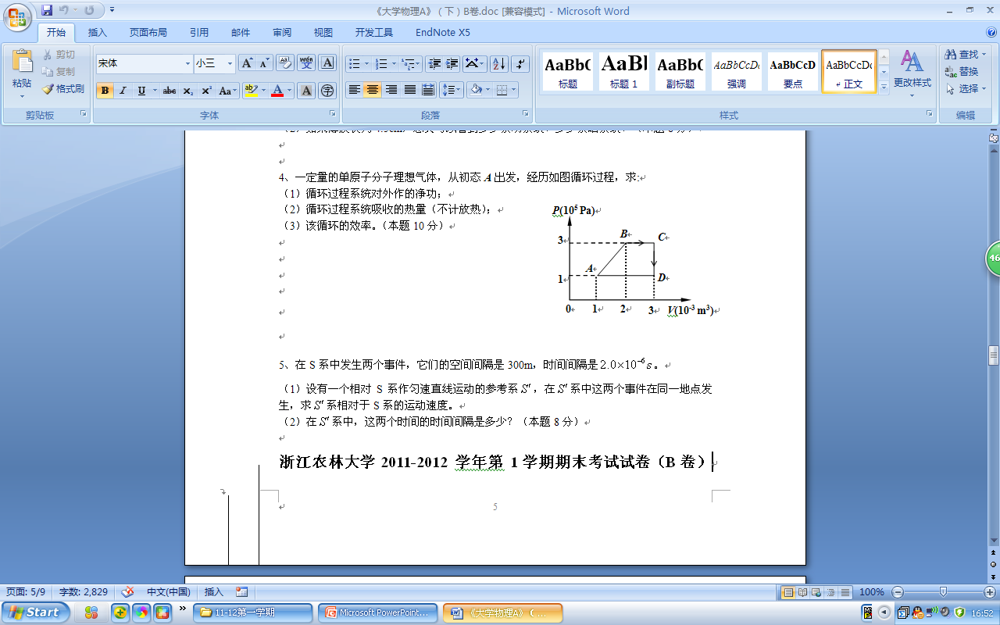 《大学物理A》（下）B卷.doc [兼容模式] - Microsoft Word
开始 插入 页面布局 引用 邮件 审阅 视图 开发工具 EndNote X5
粘贴 剪切 复制 格式刷 剪贴板
宋体 小三 字体
段落
AaBbC 标题 AaBl 标题 1 AaBbC 副标题 AaBbCcDc 强调 AaBbCcD 要点 AaBbCcDc 正文 更改样式 样式
查找 替换 选择 编辑
4、一定量的单原子分子理想气体，从初态 A 出发，经历如图循环过程，求:
（1）循环过程系统对外作的净功；
（2）循环过程系统吸收的热量（不计放热）；
（3）该循环的效率。（本题 10 分）
P(10⁵ Pa)
3 B C
1 A D
0 1 2 3 V(10⁻³ m³)
5、在 S 系中发生两个事件，它们的空间间隔是 300m，时间间隔是 2.0×10⁻⁶s。
（1）设有一个相对 S 系作匀速直线运动的参考系 S′，在 S′ 系中这两个事件在同一地点发
生，求 S′ 系相对于 S 系的运动速度。
（2）在 S′ 系中，这两个时间的时间间隔是多少？（本题 8 分）
浙江农林大学 2011-2012 学年第 1 学期期末考试试卷（B 卷）
5
46
页面: 5/9 字数: 2,829 中文(中国) 插入 100%
Start 11-12第一学期 Microsoft PowerPoint... 《大学物理A》（... 16:52